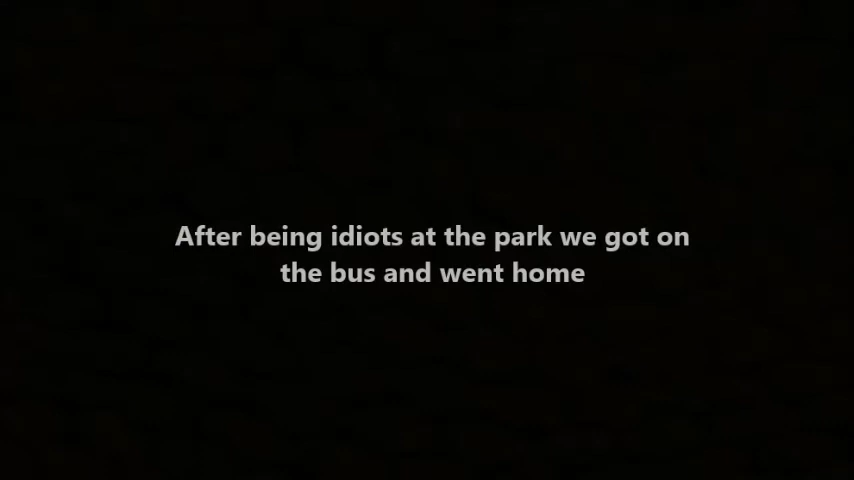 After being idiots at the park we got on
the bus and went home